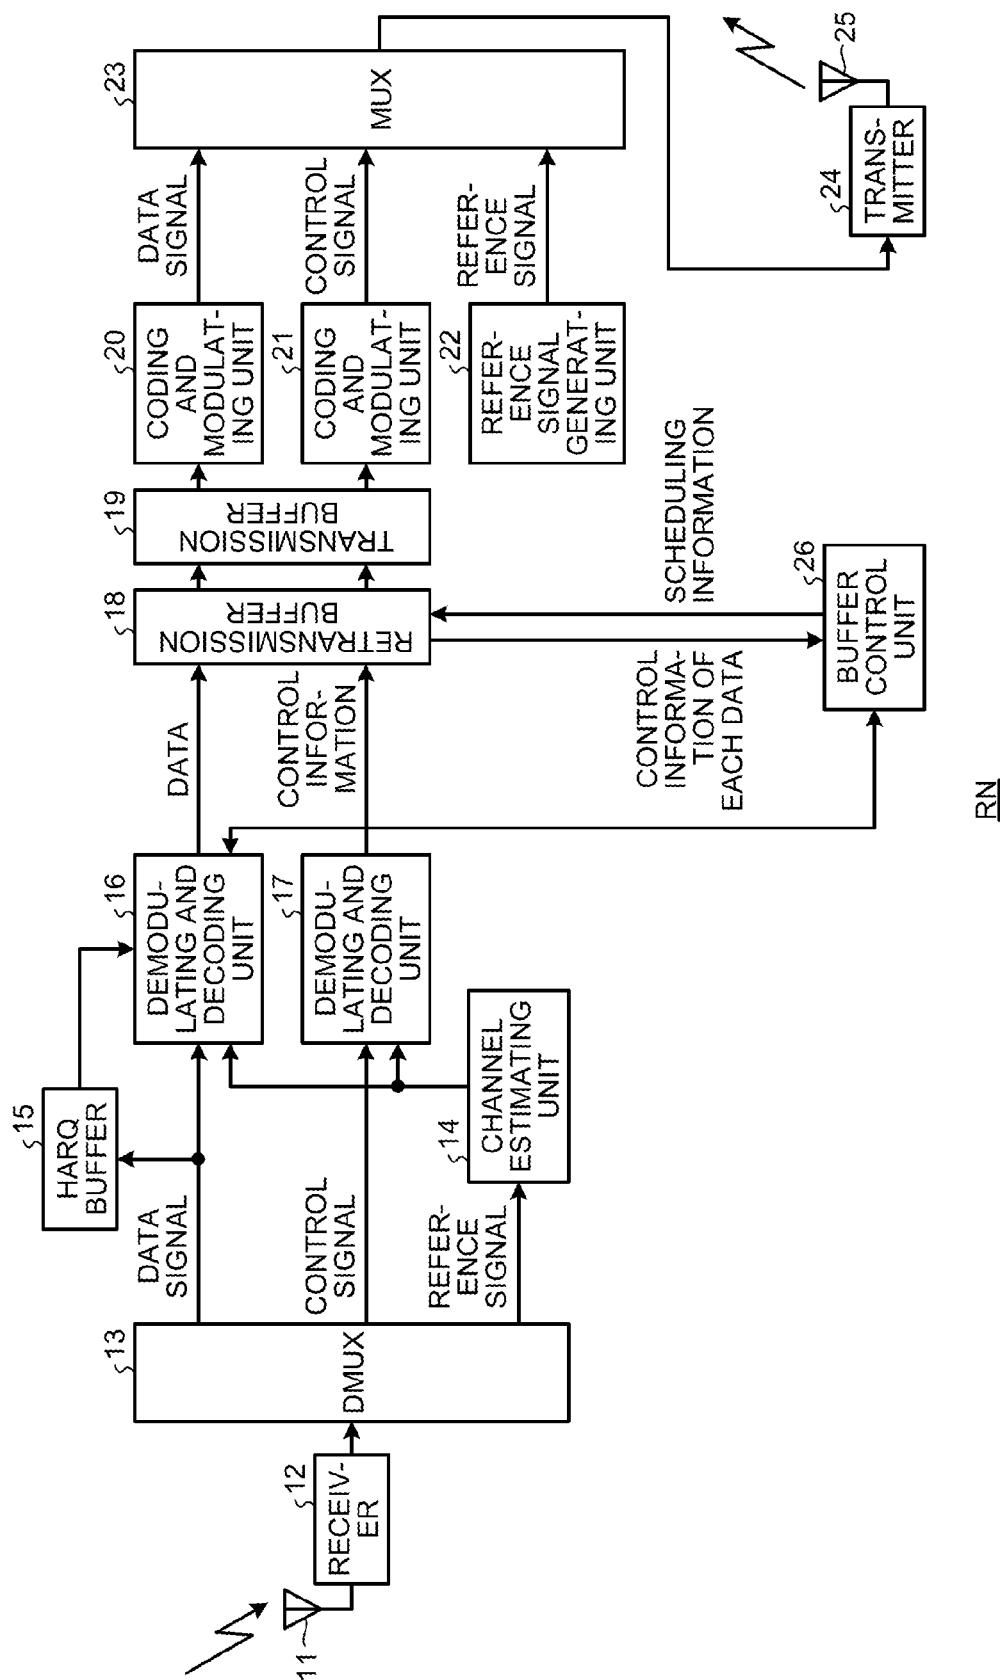 11
12
RECEIV-
ER
13
DMUX
DATA
SIGNAL
CONTROL
SIGNAL
REFER-
ENCE
SIGNAL
15
HARQ
BUFFER
14
CHANNEL
ESTIMATING
UNIT
16
DEMODU-
LATING AND
DECODING
UNIT
17
DEMODU-
LATING AND
DECODING
UNIT
DATA
CONTROL
INFOR-
MATION
18
RETRANSMISSION
BUFFER
19
TRANSMISSION
BUFFER
CONTROL
INFORMA-
TION OF
EACH DATA
SCHEDULING
INFORMATION
26
BUFFER
CONTROL
UNIT
20
CODING
AND
MODULAT-
ING UNIT
21
CODING
AND
MODULAT-
ING UNIT
22
REFER-
ENCE
SIGNAL
GENERAT-
ING UNIT
DATA
SIGNAL
CONTROL
SIGNAL
REFER-
ENCE
SIGNAL
23
MUX
24
TRANS-
MITTER
25
RN